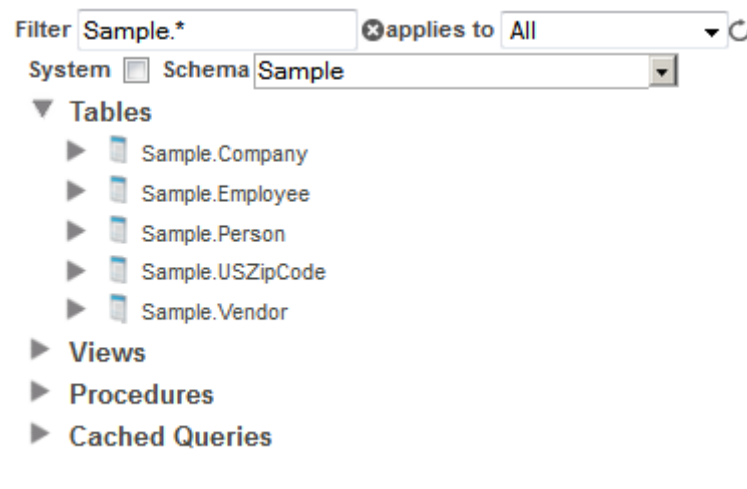 Filter Sample.* applies to All
System Schema Sample
Tables
Sample.Company
Sample.Employee
Sample.Person
Sample.USZipCode
Sample.Vendor
Views
Procedures
Cached Queries